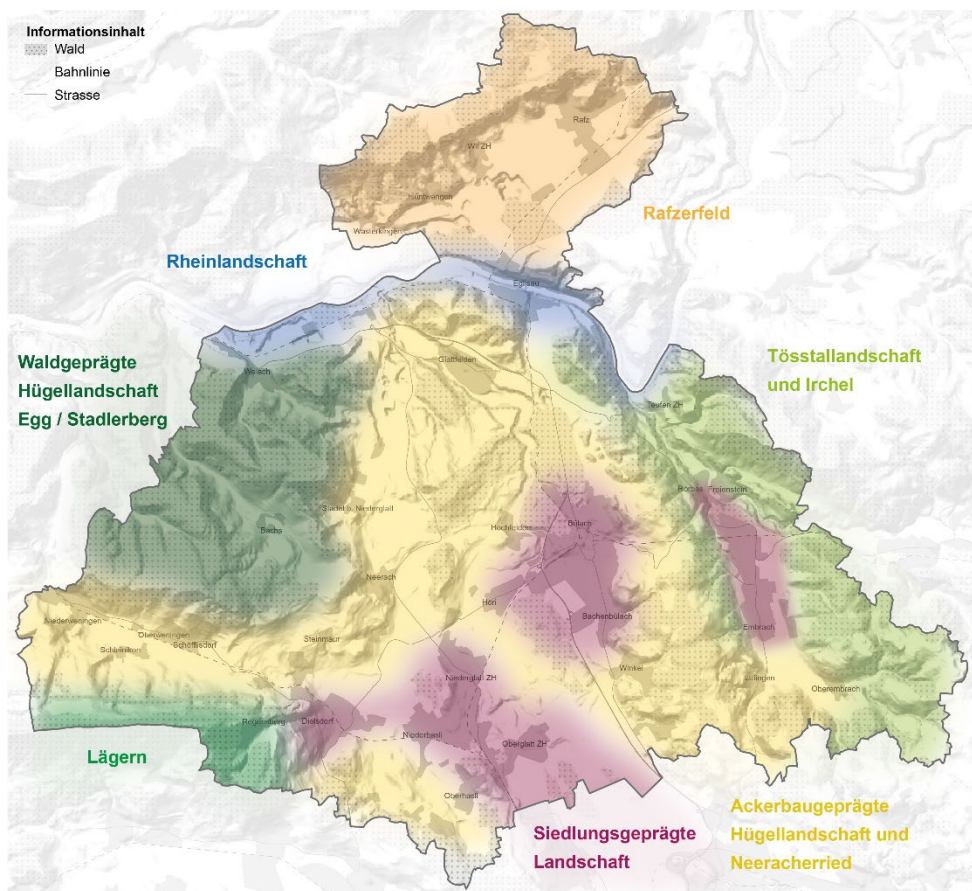 Informationsinhalt
Wald
Bahnlinie
Strasse
Rafz
Wil ZH
Hüntwangen
Wasterkingen
Rafzerfeld
Rheinlandschaft
Eglisau
Waldgeprägte
Hügellandschaft
Egg / Stadlerberg
Weiach
Glattfelden
Tösstallandschaft
und Irchel
Teufen ZH
Rorbas
Freienstein
Stadel b. Niederglatt
Bachs
Hochfelden
Bülach
Neerach
Höri
Bachenbülach
Embrach
Niederweningen
Oberweningen
Schöfflisdorf
Schleinikon
Steinmaur
Winkel
Lufingen
Oberembrach
Niederglatt ZH
Regensberg
Dielsdorf
Niederhasli
Oberglatt ZH
Lägern
Oberhasli
Siedlungsgeprägte
Landschaft
Ackerbaugeprägte
Hügellandschaft und
Neeracherried